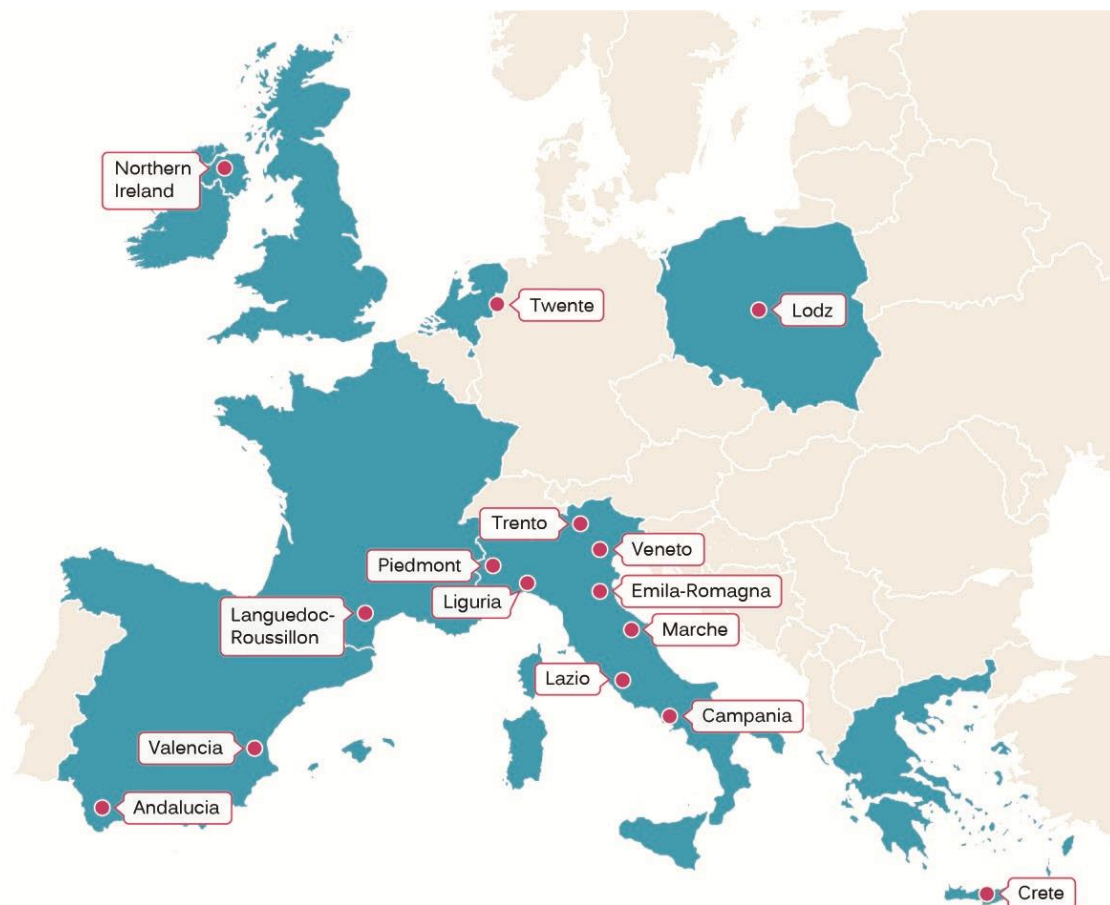 Northern
Ireland
Twente
Lodz
Trento
Veneto
Piedmont
Liguria
Emila-Romagna
Languedoc-
Roussillon
Marche
Lazio
Campania
Valencia
Andalucia
Crete